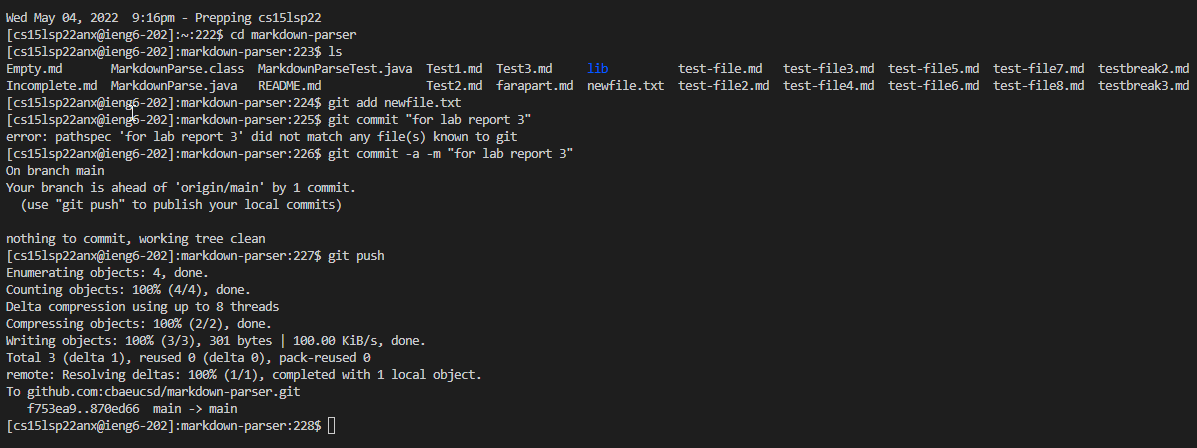 Wed May 04, 2022  9:16pm - Prepping cs15lsp22
[cs15lsp22anx@ieng6-202]:~:222$ cd markdown-parser
[cs15lsp22anx@ieng6-202]:markdown-parser:223$ ls
Empty.md       MarkdownParse.class  MarkdownParseTest.java  Test1.md  Test3.md     lib          test-file.md   test-file3.md  test-file5.md  test-file7.md  testbreak2.md
Incomplete.md  MarkdownParse.java   README.md               Test2.md  farapart.md  newfile.txt  test-file2.md  test-file4.md  test-file6.md  test-file8.md  testbreak3.md
[cs15lsp22anx@ieng6-202]:markdown-parser:224$ git add newfile.txt
[cs15lsp22anx@ieng6-202]:markdown-parser:225$ git commit "for lab report 3"
error: pathspec 'for lab report 3' did not match any file(s) known to git
[cs15lsp22anx@ieng6-202]:markdown-parser:226$ git commit -a -m "for lab report 3"
On branch main
Your branch is ahead of 'origin/main' by 1 commit.
  (use "git push" to publish your local commits)

nothing to commit, working tree clean
[cs15lsp22anx@ieng6-202]:markdown-parser:227$ git push
Enumerating objects: 4, done.
Counting objects: 100% (4/4), done.
Delta compression using up to 8 threads
Compressing objects: 100% (2/2), done.
Writing objects: 100% (3/3), 301 bytes | 100.00 KiB/s, done.
Total 3 (delta 1), reused 0 (delta 0), pack-reused 0
remote: Resolving deltas: 100% (1/1), completed with 1 local object.
To github.com:cbaeucsd/markdown-parser.git
   f753ea9..870ed66  main -> main
[cs15lsp22anx@ieng6-202]:markdown-parser:228$